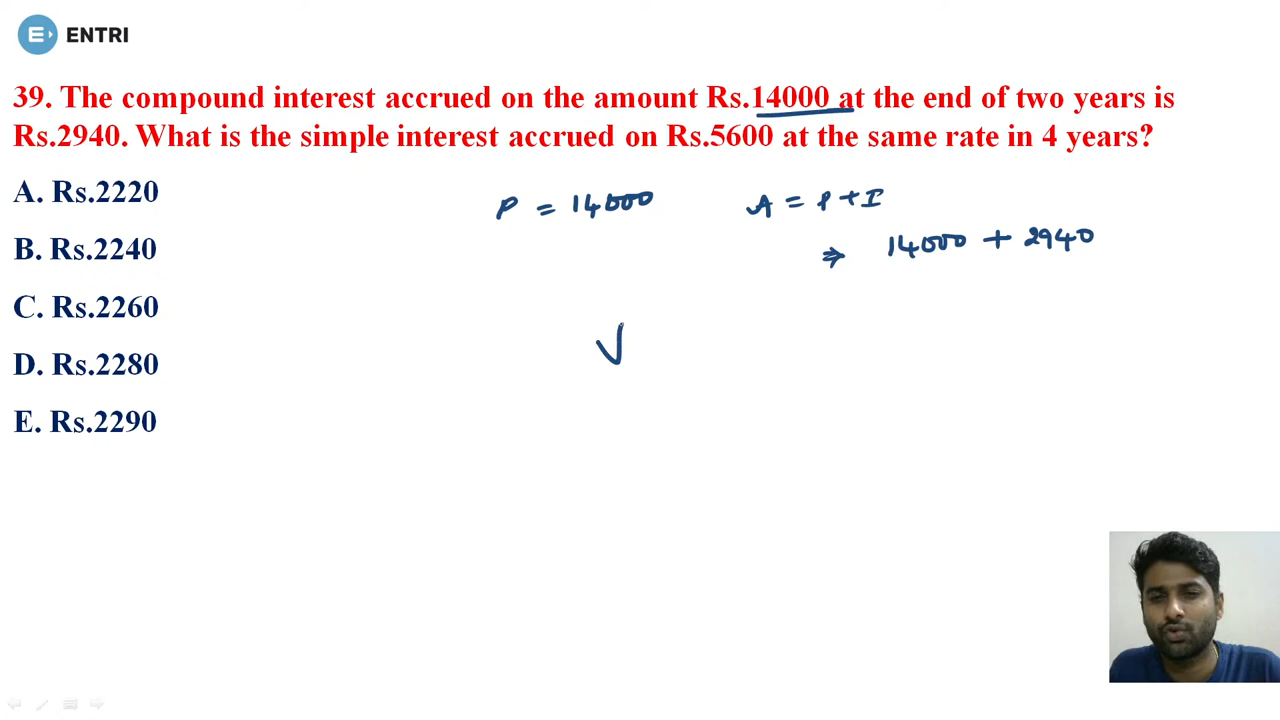 ENTRI
39. The compound interest accrued on the amount Rs.14000 at the end of two years is
Rs.2940. What is the simple interest accrued on Rs.5600 at the same rate in 4 years?
A. Rs.2220
P = 14000
A = P + I
B. Rs.2240
⇒ 14000 + 2940
C. Rs.2260
√
D. Rs.2280
E. Rs.2290